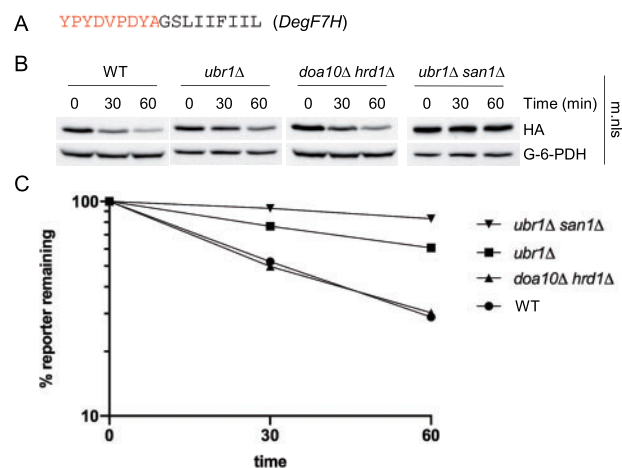 A YPYDVPDYAGSLIIFIIL (DegF7H)
B
WT ubr1Δ doa10Δ hrd1Δ ubr1Δ san1Δ
0 30 60 0 30 60 0 30 60 0 30 60 Time (min)
HA
G-6-PDH
m.nls
C
100
10
% reporter remaining
0 30 60
time
ubr1Δ san1Δ
ubr1Δ
doa10Δ hrd1Δ
WT